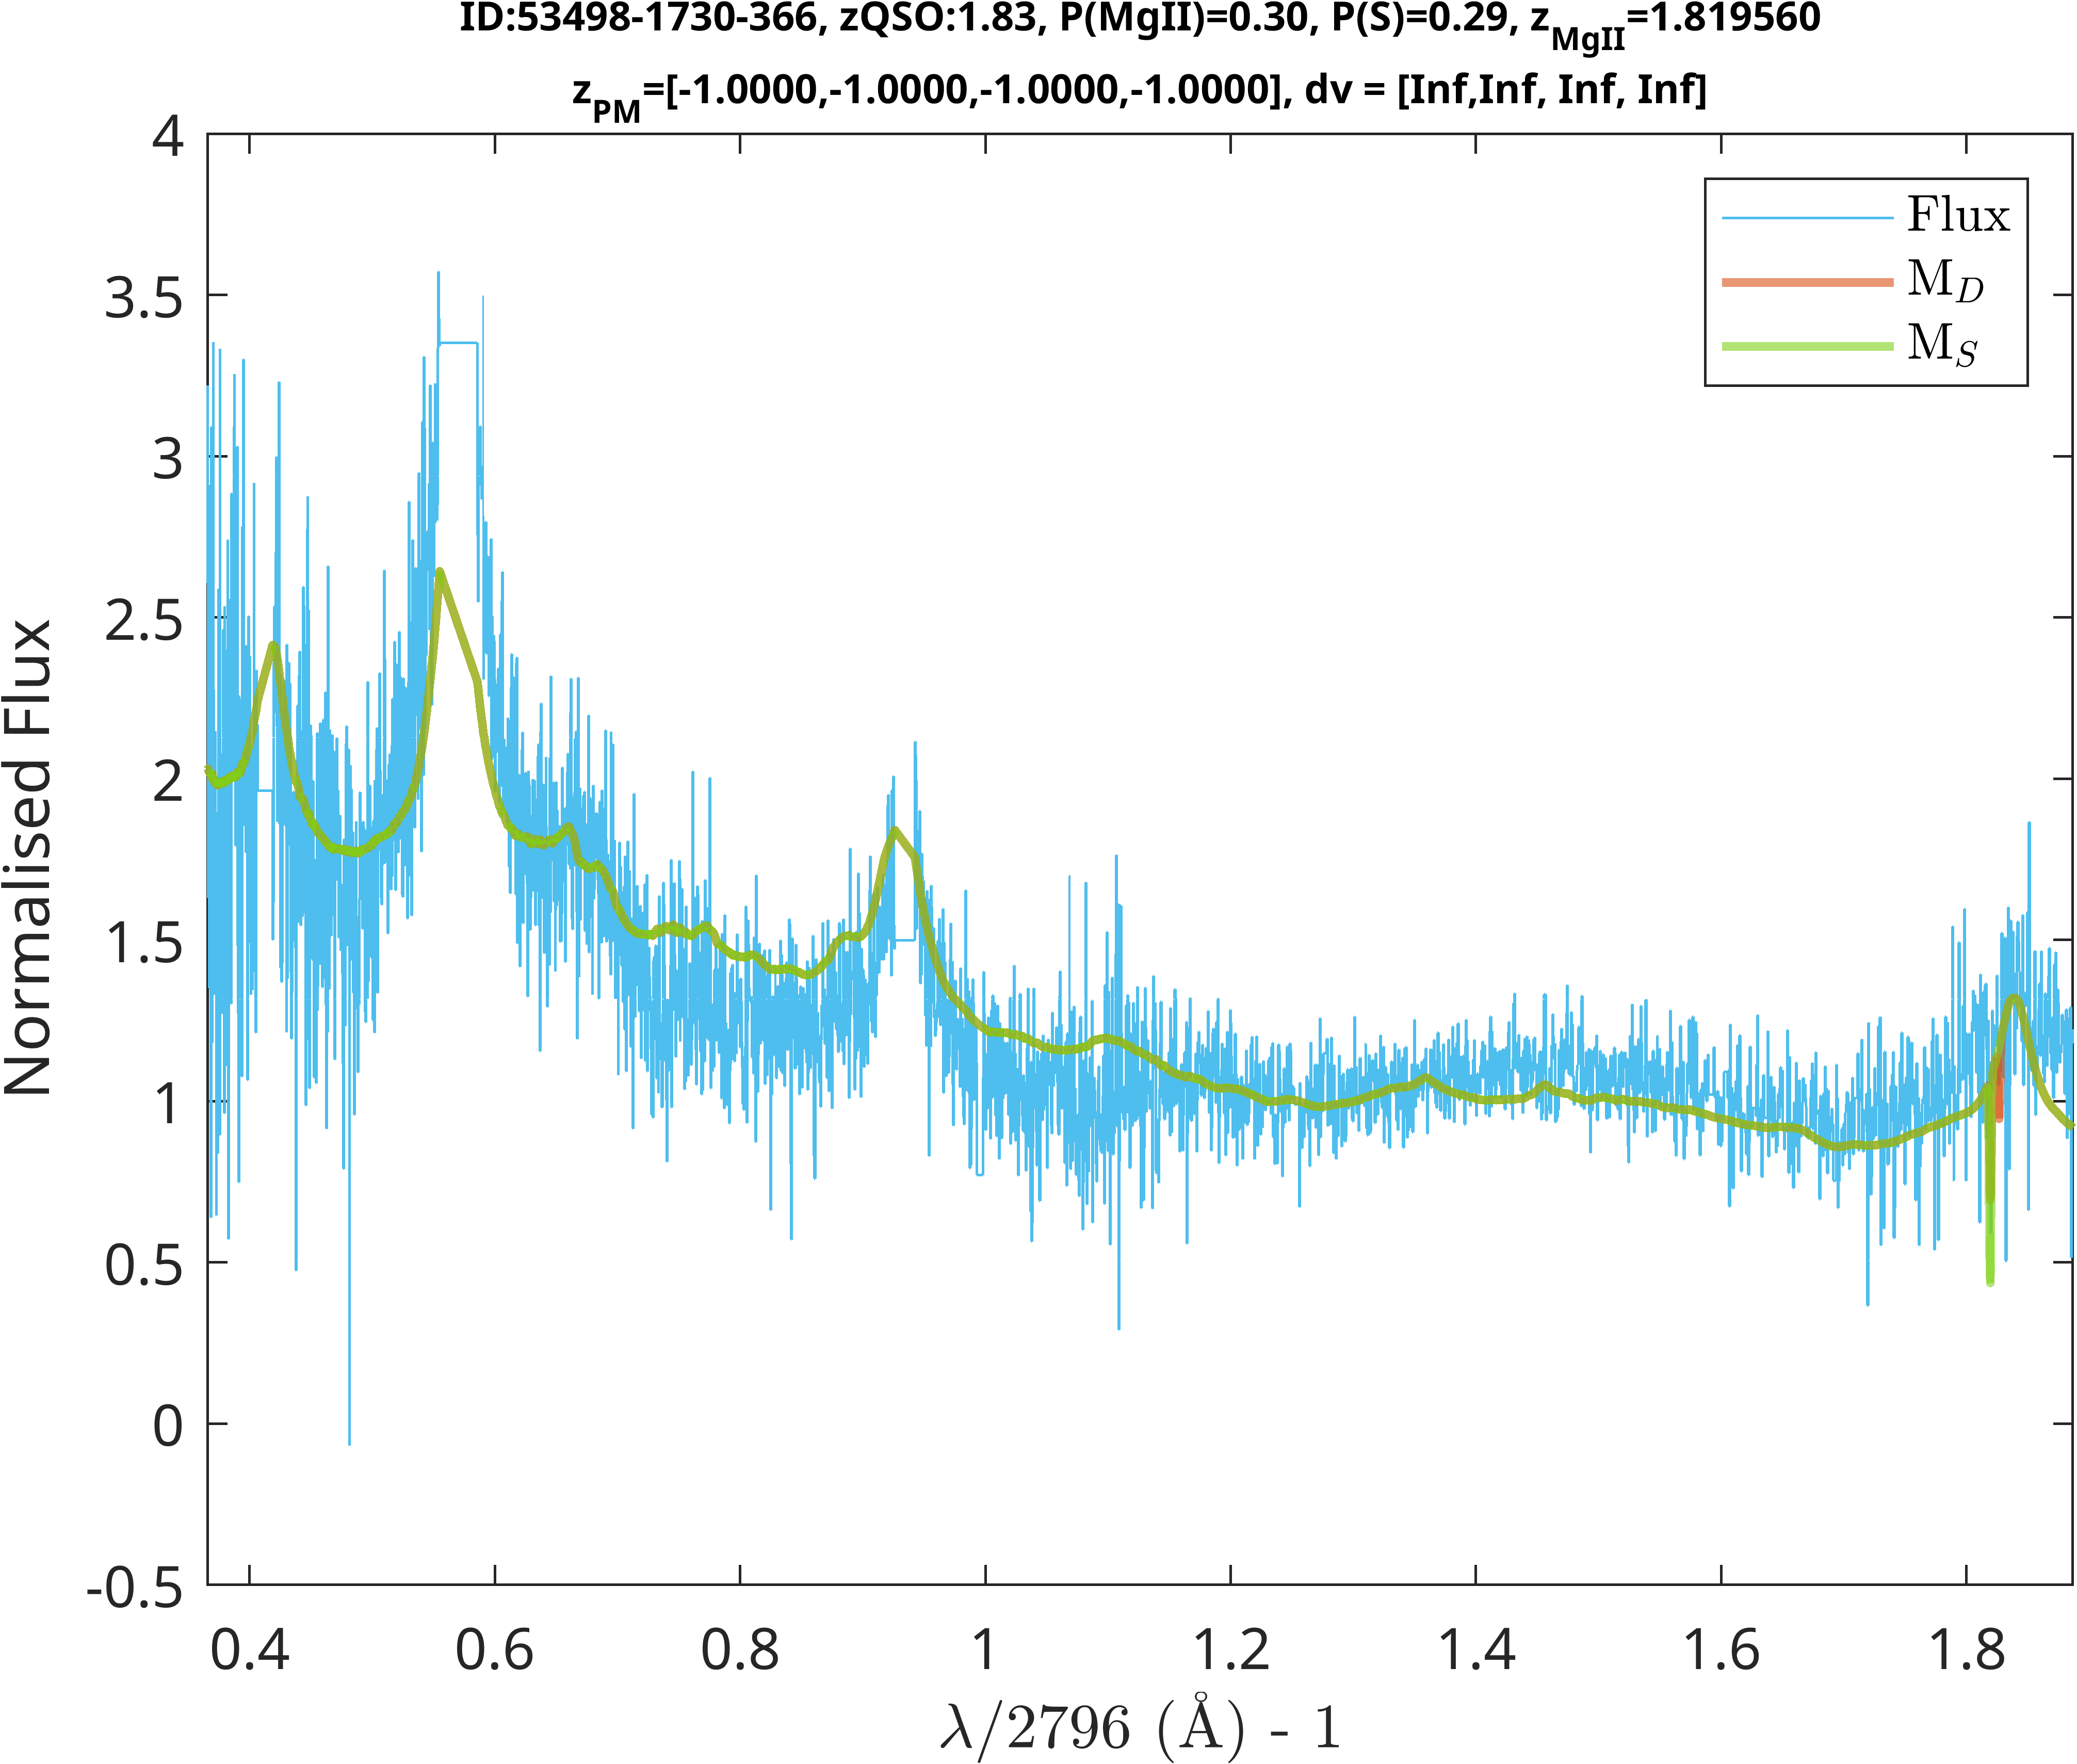 ID:53498-1730-366, zQSO:1.83, P(MgII)=0.30, P(S)=0.29, zMgII=1.819560
zPM=[-1.0000,-1.0000,-1.0000,-1.0000], dv = [Inf,Inf, Inf, Inf]
4
3.5
3
2.5
2
1.5
1
0.5
0
-0.5
Normalised Flux
Flux
MD
MS
0.4 0.6 0.8 1 1.2 1.4 1.6 1.8
λ/2796 (Å) - 1